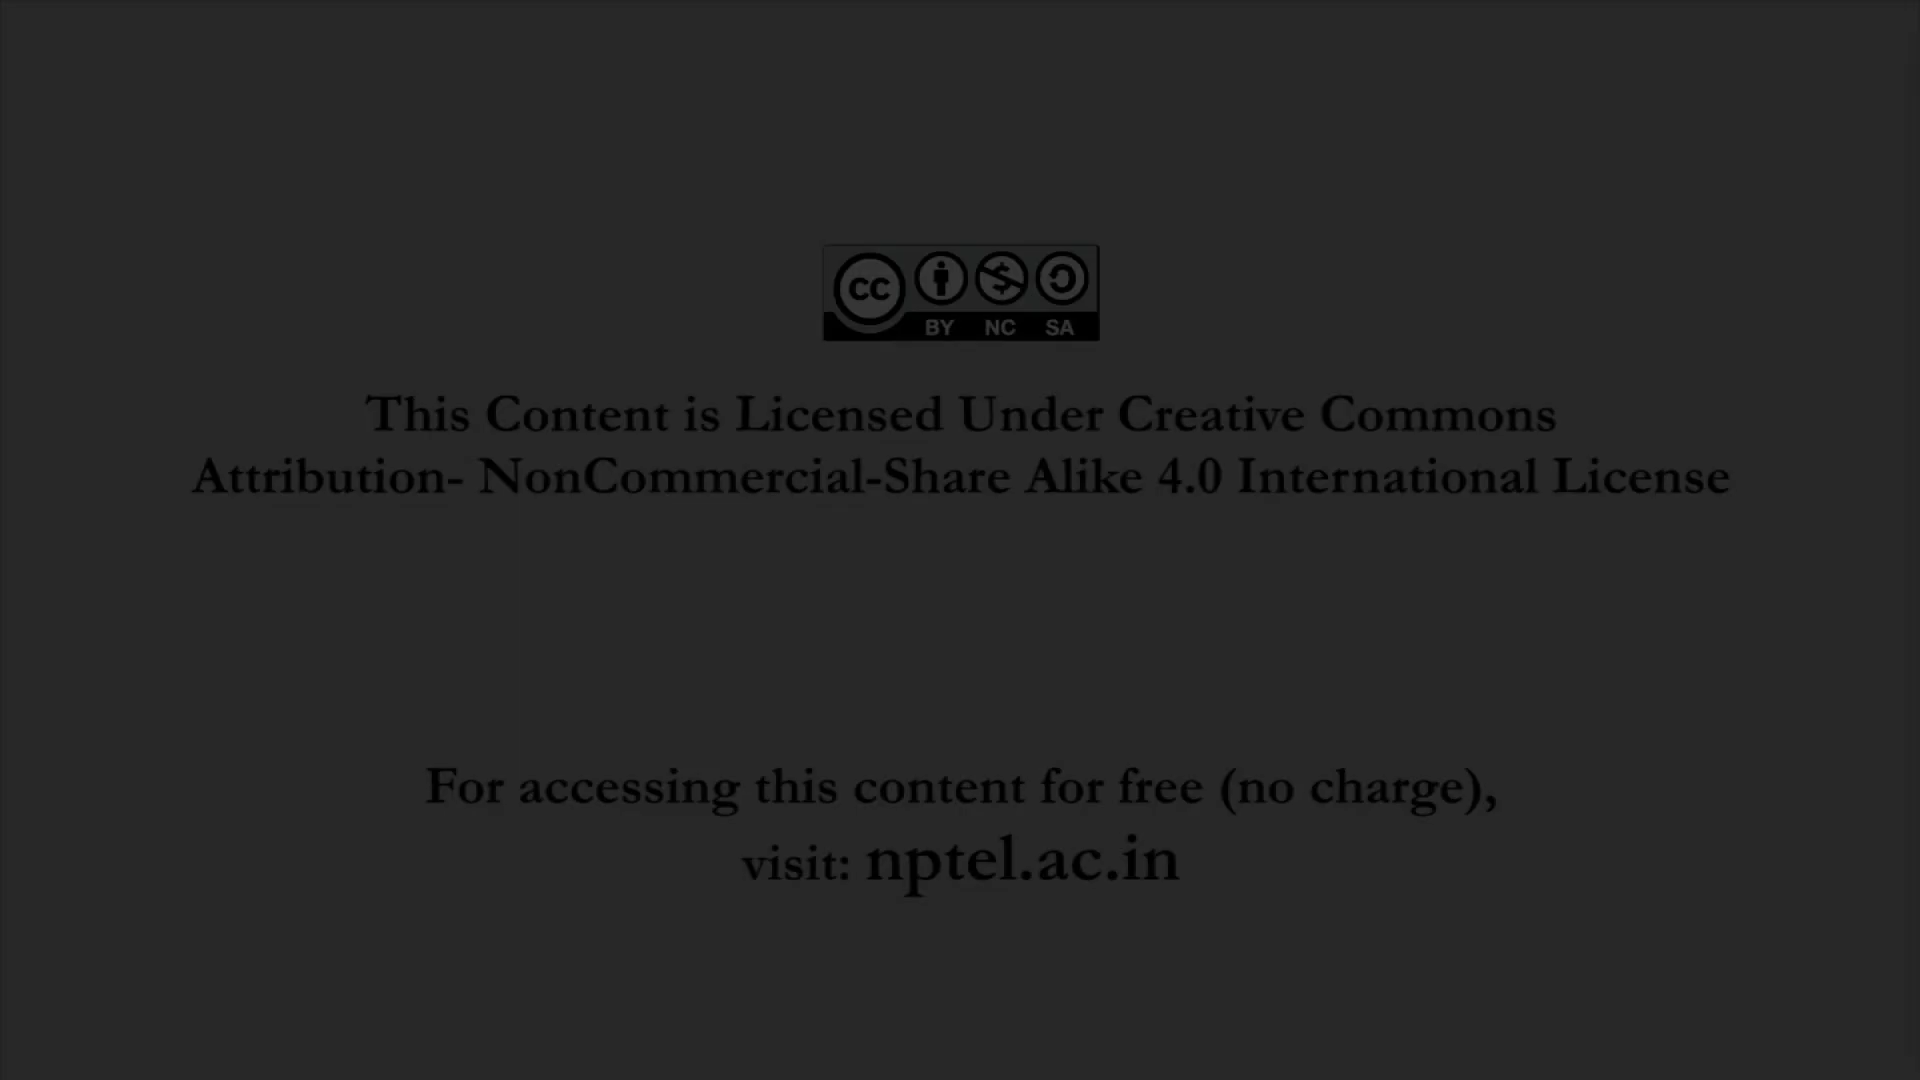 cc
BY NC SA
This Content is Licensed Under Creative Commons
Attribution- NonCommercial-Share Alike 4.0 International License
For accessing this content for free (no charge),
visit: nptel.ac.in